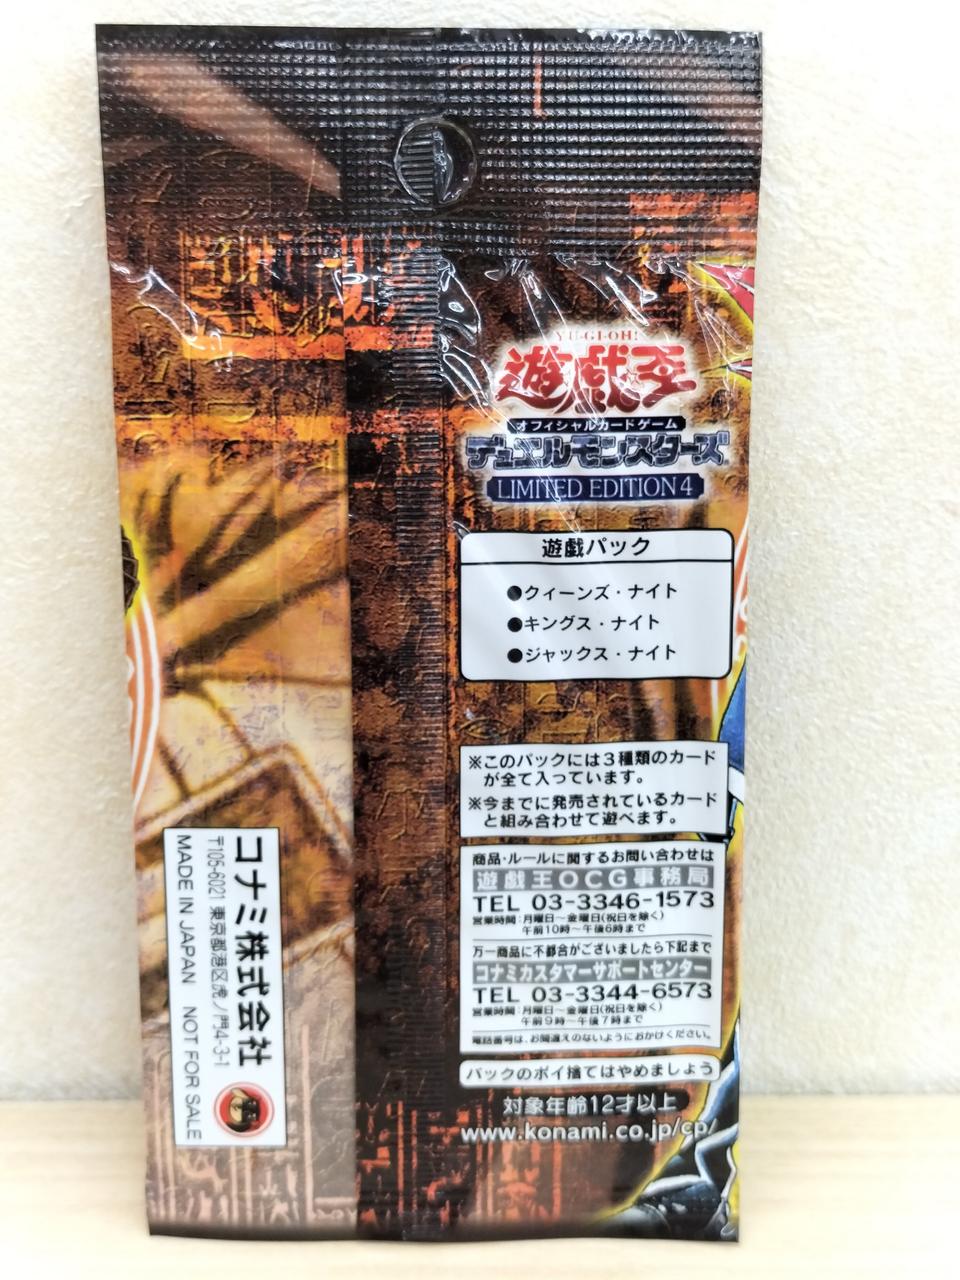 YU-GI-OH!
遊戯王
オフィシャルカードゲーム
デュエルモンスターズ
LIMITED EDITION 4
遊戯パック
●クィーンズ・ナイト
●キングス・ナイト
●ジャックス・ナイト
※このパックには3種類のカード
が全て入っています。
※今までに発売されているカード
と組み合わせて遊べます。
商品・ルールに関するお問い合わせは
遊戯王OCG事務局
TEL 03-3346-1573
営業時間：月曜日〜金曜日(祝日を除く)
午前10時〜午後6時まで
万一商品に不都合がございましたら下記まで
コナミカスタマーサポートセンター
TEL 03-3344-6573
営業時間：月曜日〜金曜日(祝日を除く)
午前9時〜午後7時まで
電話番号は、お間違えのないようにおかけください。
パックのポイ捨てはやめましょう
対象年齢12才以上
www.konami.co.jp/cp/
コナミ株式会社
〒105-6021 東京都港区虎ノ門4-3-1
MADE IN JAPAN NOT FOR SALE